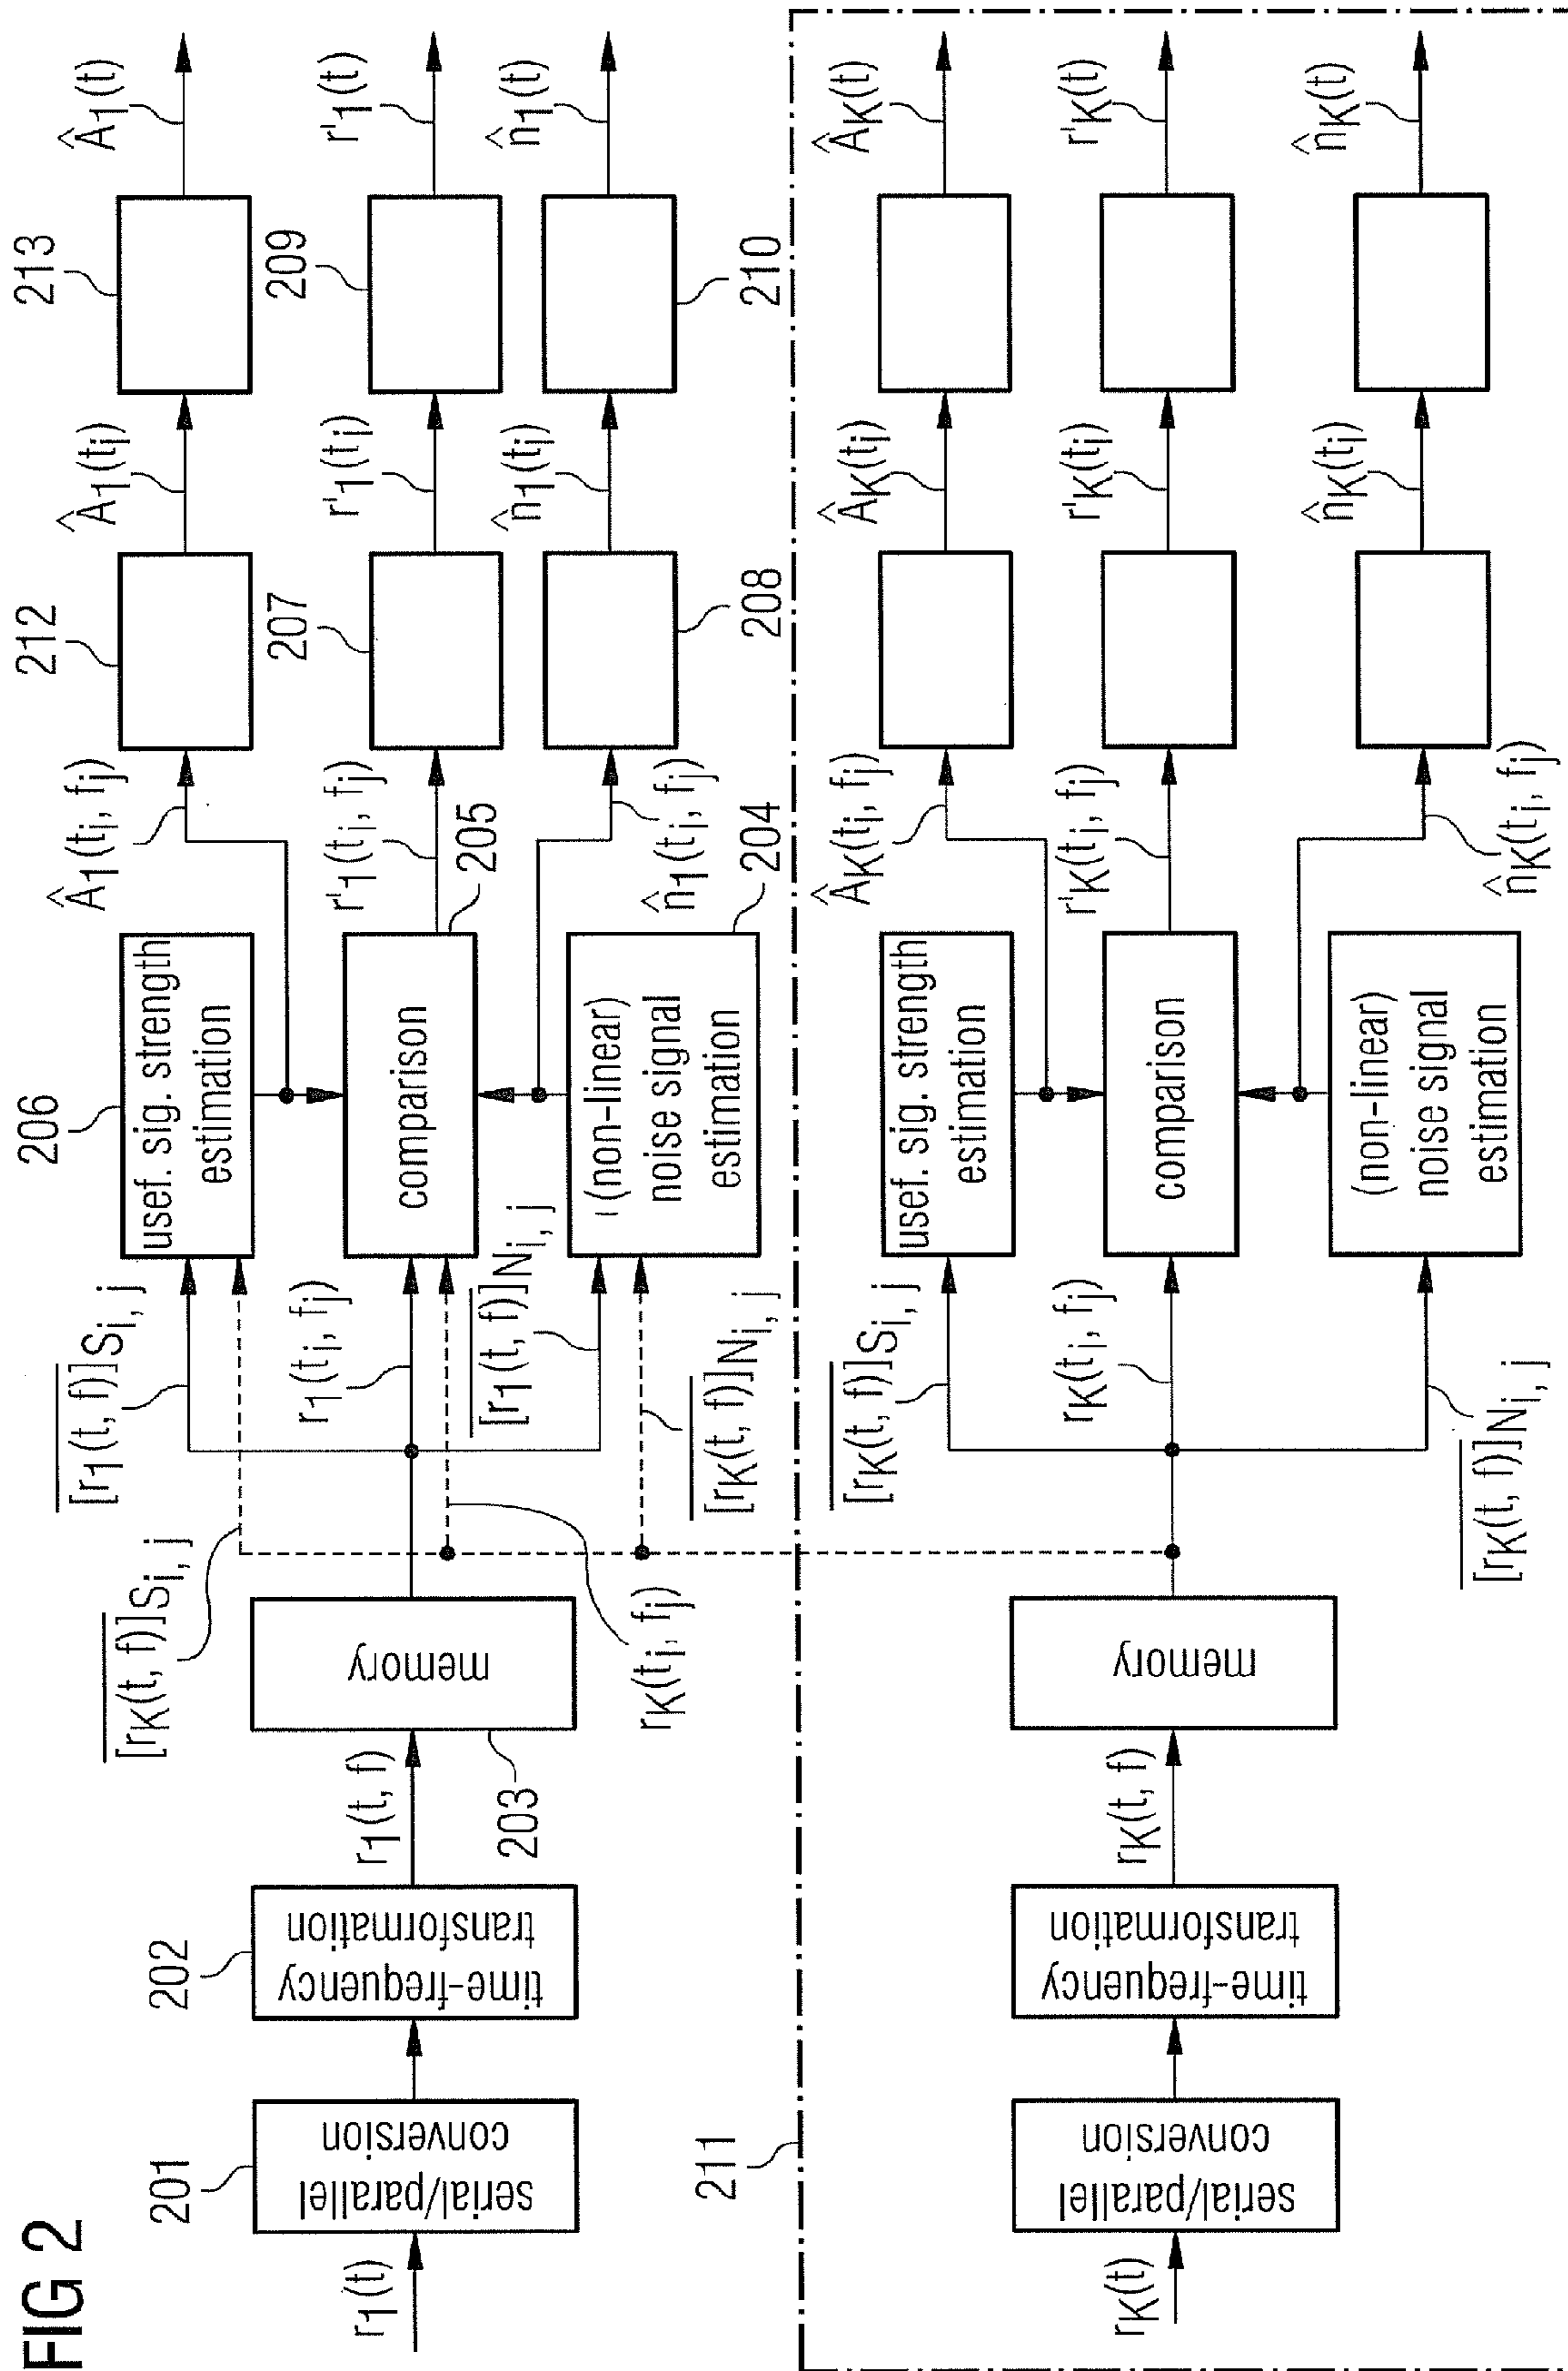 FIG 2
r1(t)
201
serial/parallel
conversion
202
time-frequency
transformation
r1(t, f)
203
memory
[rK(t, f)]Si, j
rK(ti, fj)
[r1(t, f)]Si, j
r1(ti, fj)
[r1(t, f)]Ni, j
[rK(t, f)]Ni, j
206
usef. sig. strength
estimation
comparison
205
(non-linear)
noise signal
estimation
204
Â1(ti, fj)
r'1(ti, fj)
n̂1(ti, fj)
212
207
208
Â1(ti)
r'1(ti)
n̂1(ti)
213
209
210
Â1(t)
r'1(t)
n̂1(t)
211
rK(t)
serial/parallel
conversion
time-frequency
transformation
rK(t, f)
memory
[rK(t, f)]Si, j
rK(ti, fj)
[rK(t, f)]Ni, j
usef. sig. strength
estimation
comparison
(non-linear)
noise signal
estimation
ÂK(ti, fj)
r'K(ti, fj)
n̂K(ti, fj)
ÂK(ti)
r'K(ti)
n̂K(ti)
ÂK(t)
r'K(t)
n̂K(t)